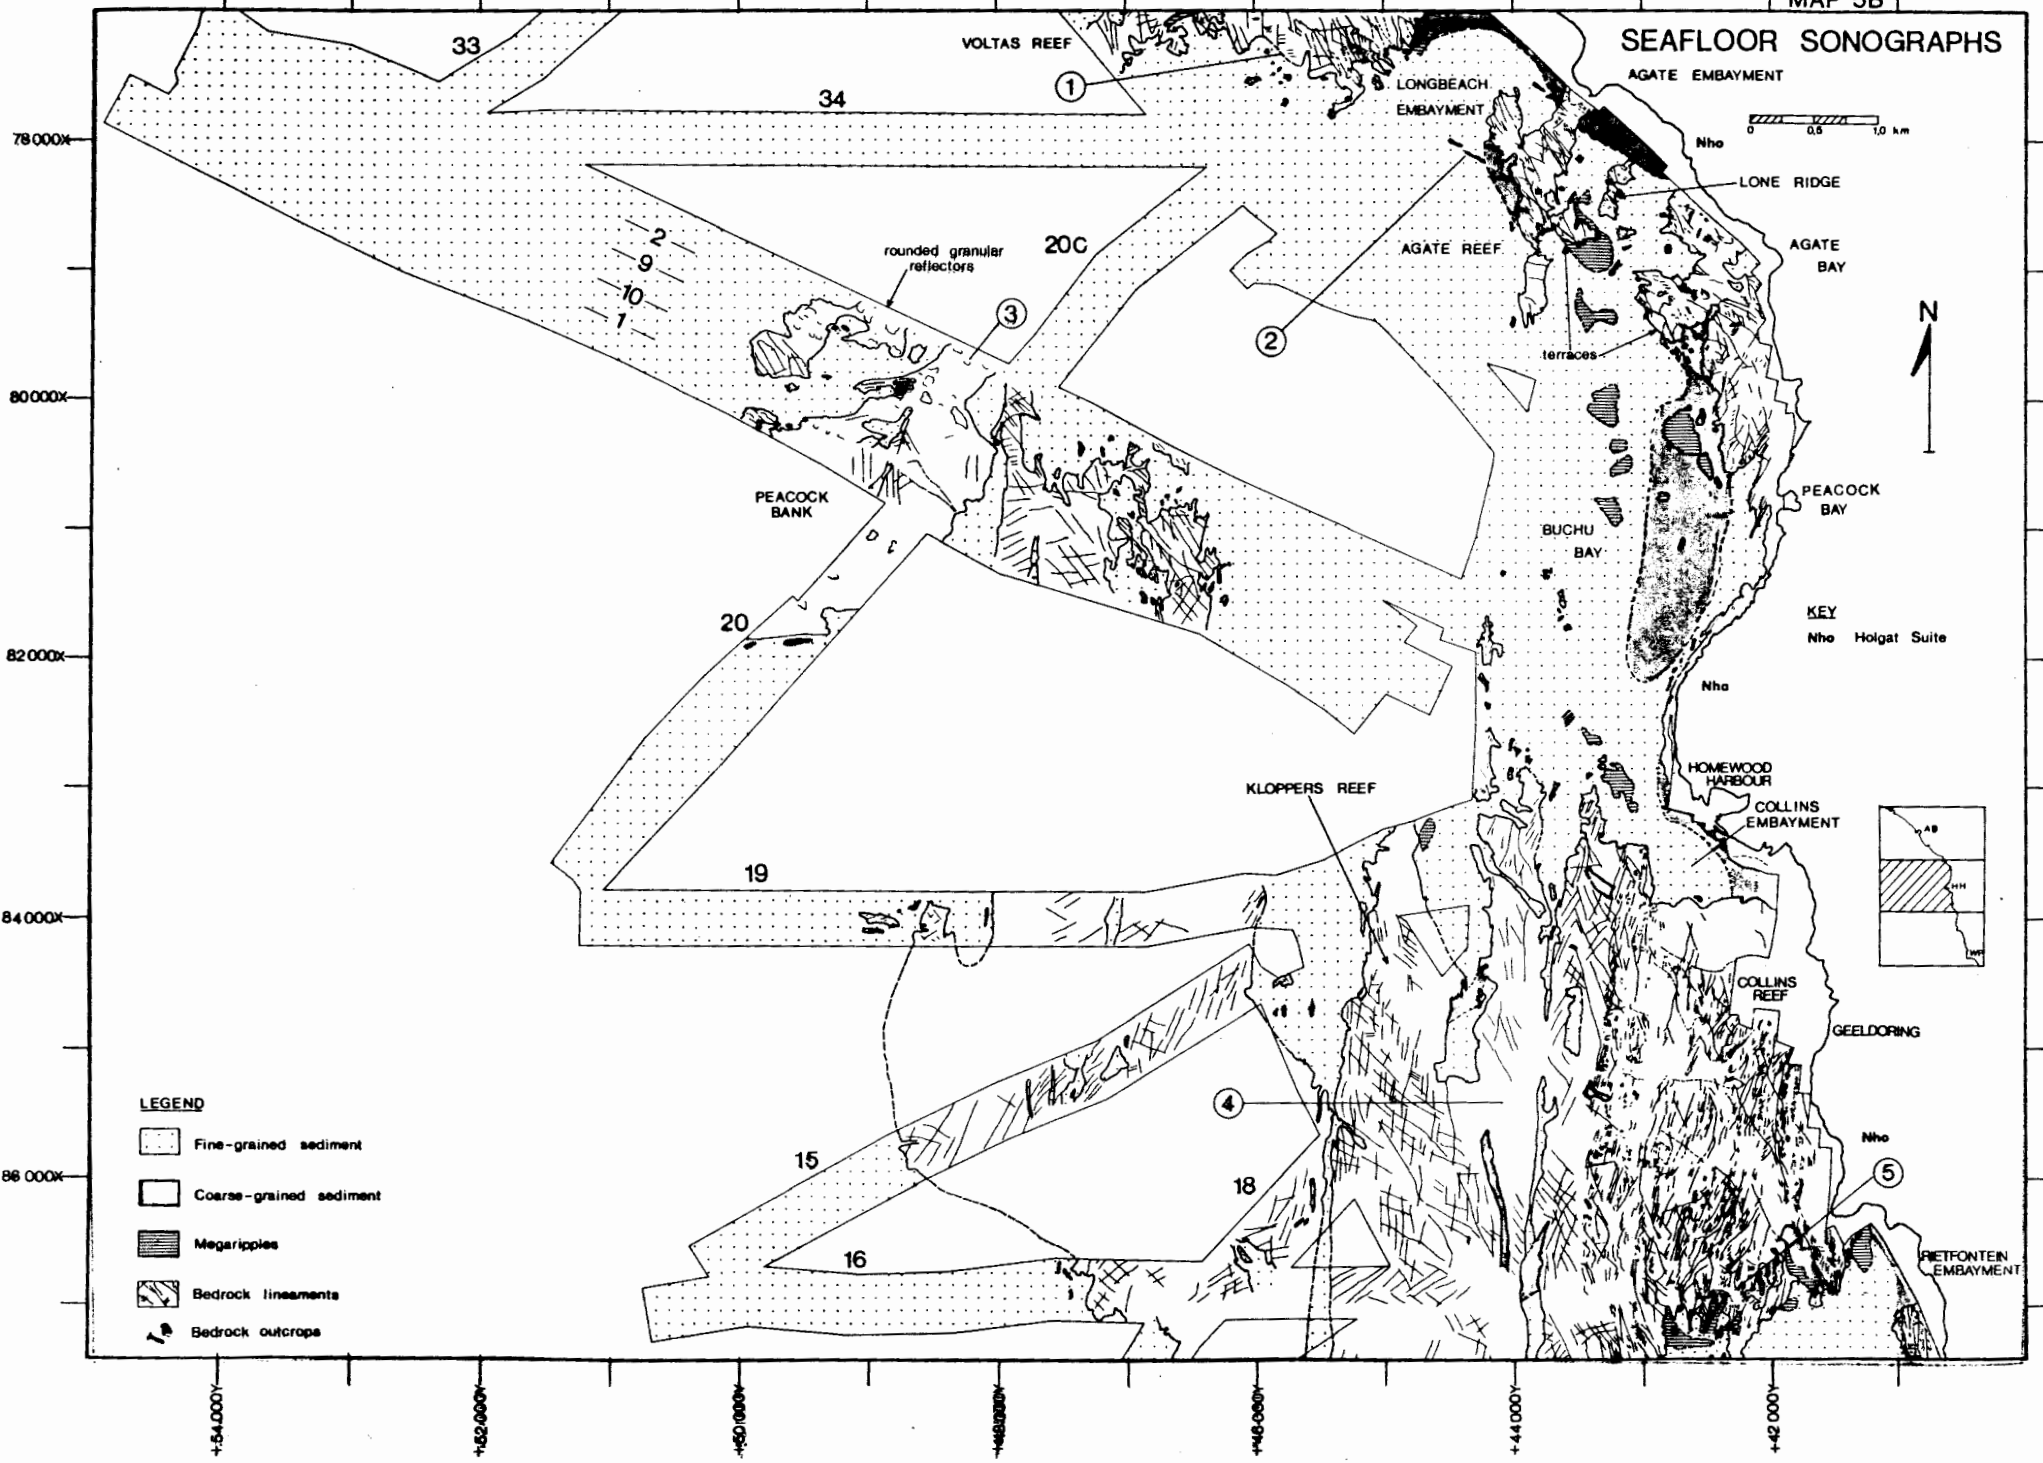 MAP 5B
SEAFLOOR SONOGRAPHS
AGATE EMBAYMENT
0 0,5 1,0 km
33
VOLTAS REEF
1
34
LONGBEACH
EMBAYMENT
Nho
78000X
LONE RIDGE
2
9
10
1
rounded granular
reflectors
20C
AGATE REEF
AGATE
BAY
3
2
N
terraces
80000X
PEACOCK
BANK
PEACOCK
BAY
BUCHU
BAY
20
KEY
Nho Holgat Suite
82000X
Nho
HOMEWOOD
HARBOUR
KLOPPERS REEF
COLLINS
EMBAYMENT
AB
HH
WP
19
84000X
COLLINS
REEF
GEELDORING
4
LEGEND
Fine-grained sediment
Coarse-grained sediment
Megaripples
Bedrock lineaments
Bedrock outcrops
15
Nho
5
86000X
18
16
RIETFONTEIN
EMBAYMENT
+54000Y
+52000Y
+50000Y
+48000Y
+46000Y
+44000Y
+42000Y